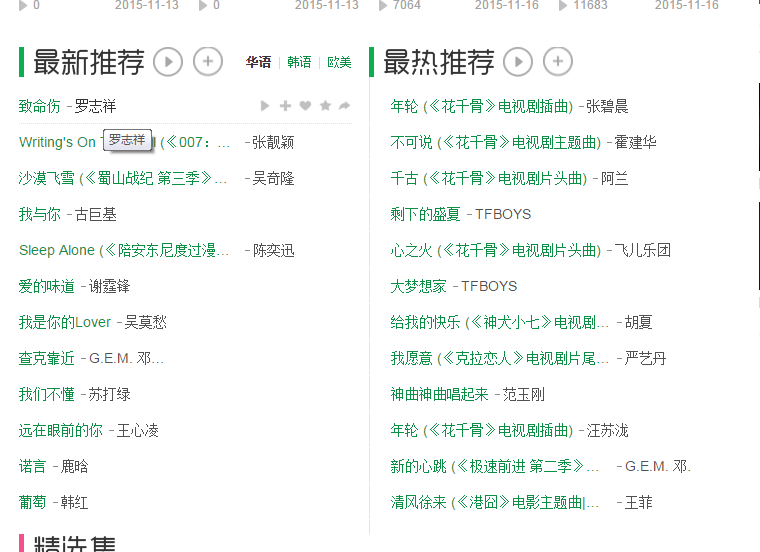 0 2015-11-13 0 2015-11-13 7064 2015-11-16 11683 2015-11-16
最新推荐 华语 | 韩语 | 欧美
致命伤 -罗志祥
Writing's On (《007：... -张靓颖
罗志祥
沙漠飞雪 (《蜀山战纪 第三季》... -吴奇隆
我与你 -古巨基
Sleep Alone (《陪安东尼度过漫... -陈奕迅
爱的味道 -谢霆锋
我是你的Lover -吴莫愁
查克靠近 -G.E.M. 邓...
我们不懂 -苏打绿
远在眼前的你 -王心凌
诺言 -鹿晗
葡萄 -韩红
最热推荐
年轮 (《花千骨》电视剧插曲) -张碧晨
不可说 (《花千骨》电视剧主题曲) -霍建华
千古 (《花千骨》电视剧片头曲) -阿兰
剩下的盛夏 -TFBOYS
心之火 (《花千骨》电视剧片头曲) -飞儿乐团
大梦想家 -TFBOYS
给我的快乐 (《神犬小七》电视剧... -胡夏
我愿意 (《克拉恋人》电视剧片尾... -严艺丹
神曲神曲唱起来 -范玉刚
年轮 (《花千骨》电视剧插曲) -汪苏泷
新的心跳 (《极速前进 第二季》... -G.E.M. 邓.
清风徐来 (《港囧》电影主题曲|... -王菲
精选集